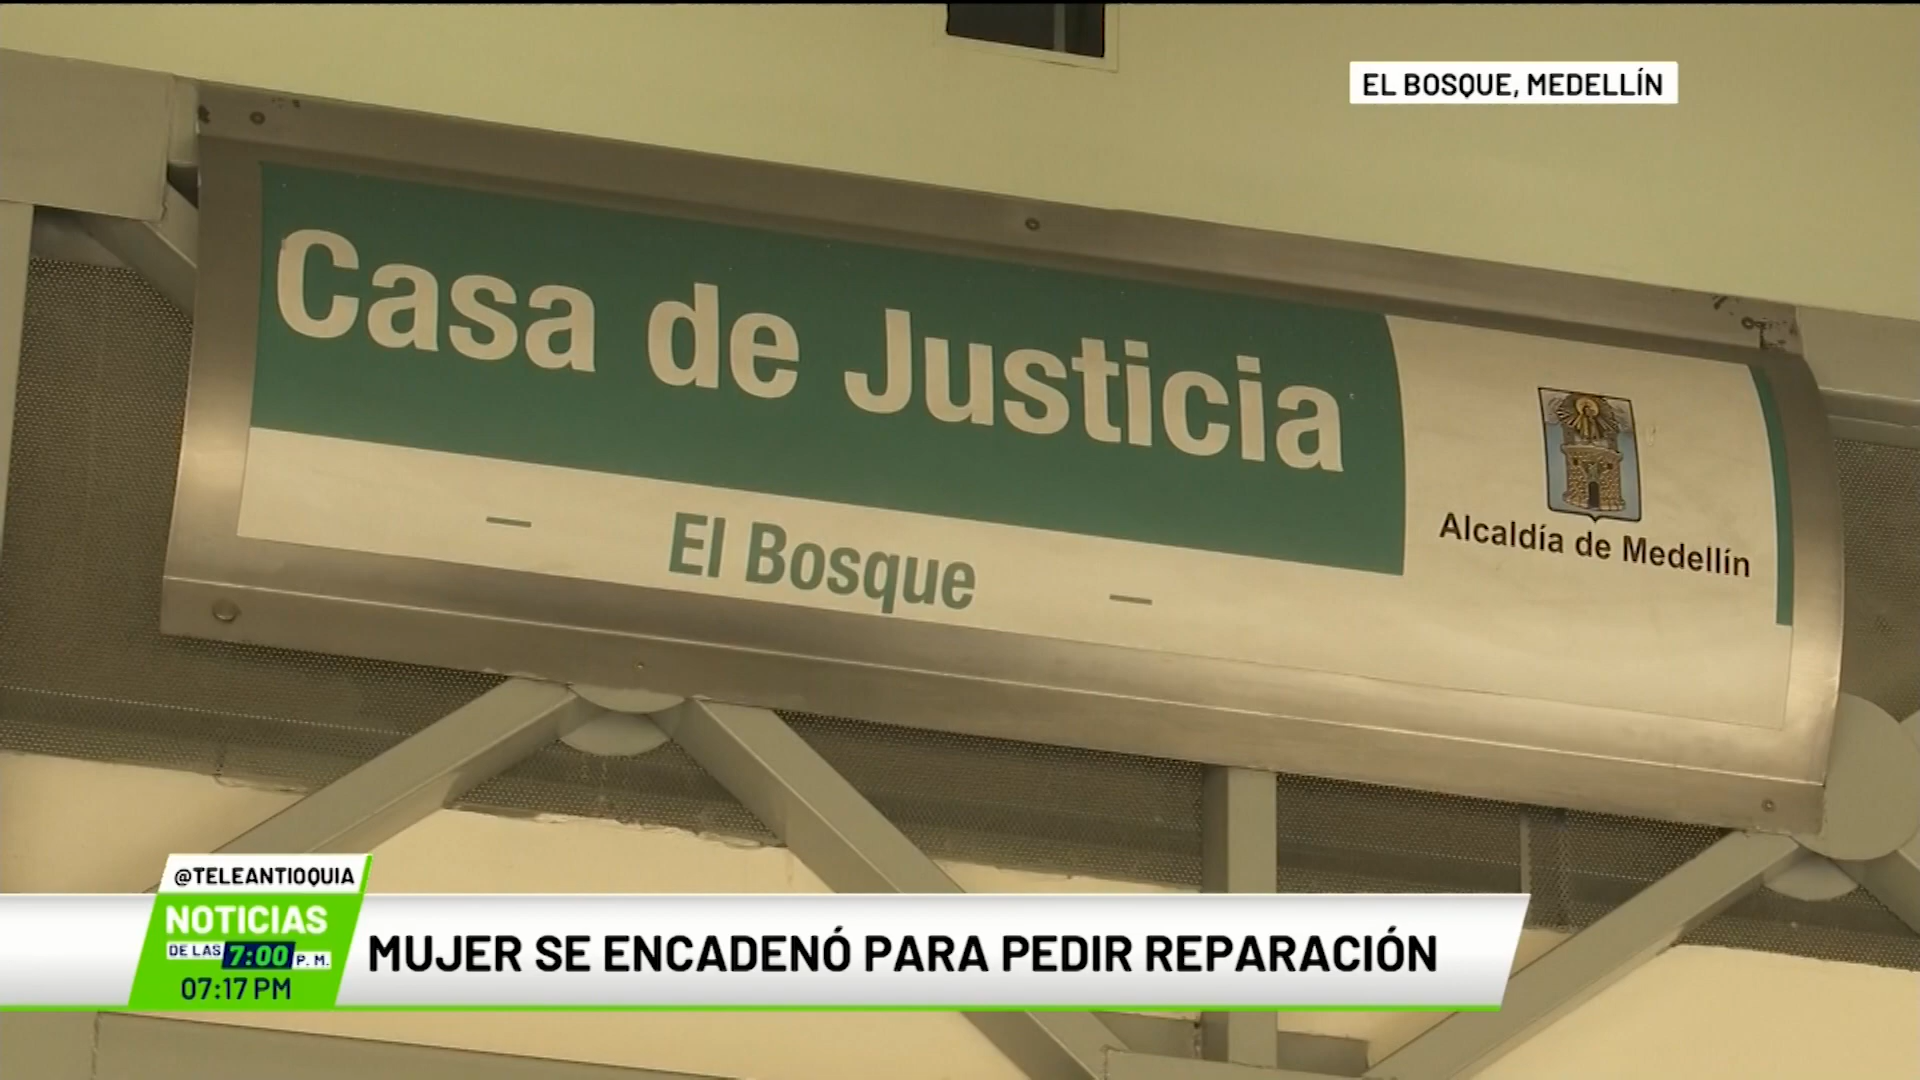 EL BOSQUE, MEDELLÍN
Casa de Justicia
— El Bosque —
Alcaldía de Medellín
@TELEANTIOQUIA
NOTICIAS
DE LAS 7:00 P. M.
07:17 PM
MUJER SE ENCADENÓ PARA PEDIR REPARACIÓN